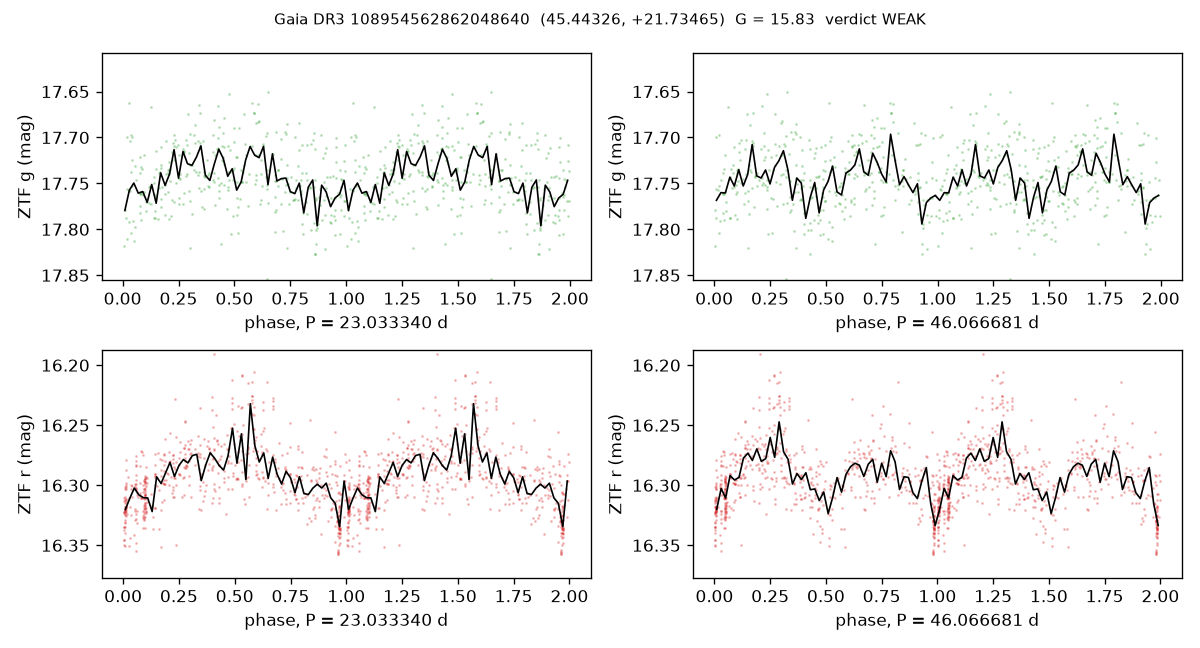 Gaia DR3 108954562862048640  (45.44326, +21.73465)  G = 15.83  verdict WEAK
ZTF g (mag)
17.65
17.70
17.75
17.80
17.85
0.00 0.25 0.50 0.75 1.00 1.25 1.50 1.75 2.00
phase, P = 23.033340 d
ZTF g (mag)
17.65
17.70
17.75
17.80
17.85
0.00 0.25 0.50 0.75 1.00 1.25 1.50 1.75 2.00
phase, P = 46.066681 d
ZTF r (mag)
16.20
16.25
16.30
16.35
0.00 0.25 0.50 0.75 1.00 1.25 1.50 1.75 2.00
phase, P = 23.033340 d
ZTF r (mag)
16.20
16.25
16.30
16.35
0.00 0.25 0.50 0.75 1.00 1.25 1.50 1.75 2.00
phase, P = 46.066681 d